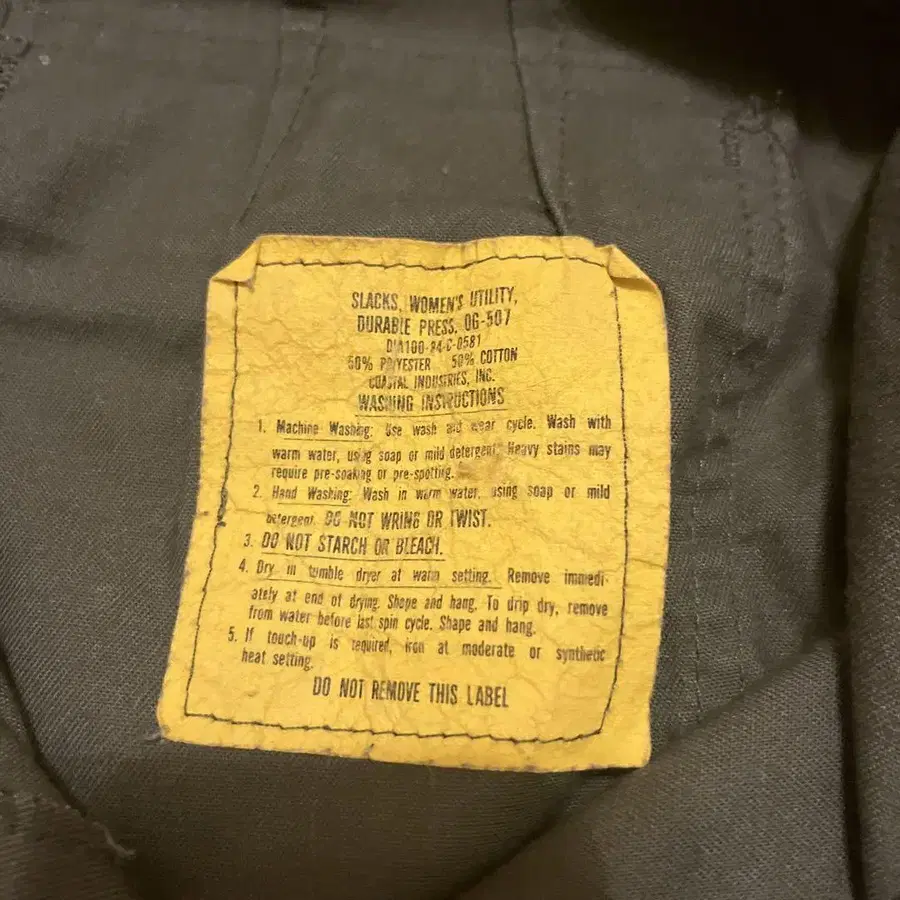 SLACKS, WOMEN'S UTILITY,
DURABLE PRESS. OG-507
DLA100-84-C-0581
50% POLYESTER 50% COTTON
COASTAL INDUSTRIES, INC.
WASHING INSTRUCTIONS
1. Machine Washing: Use wash and wear cycle. Wash with
warm water, using soap or mild detergent. Heavy stains may
require pre-soaking or pre-spotting.
2. Hand Washing: Wash in warm water, using soap or mild
detergent. DO NOT WRING OR TWIST.
3. DO NOT STARCH OR BLEACH.
4. Dry in tumble dryer at warm setting. Remove immedi-
ately at end of drying. Shape and hang. To drip dry, remove
from water before last spin cycle. Shape and hang.
5. If touch-up is required, iron at moderate or synthetic
heat setting.
DO NOT REMOVE THIS LABEL